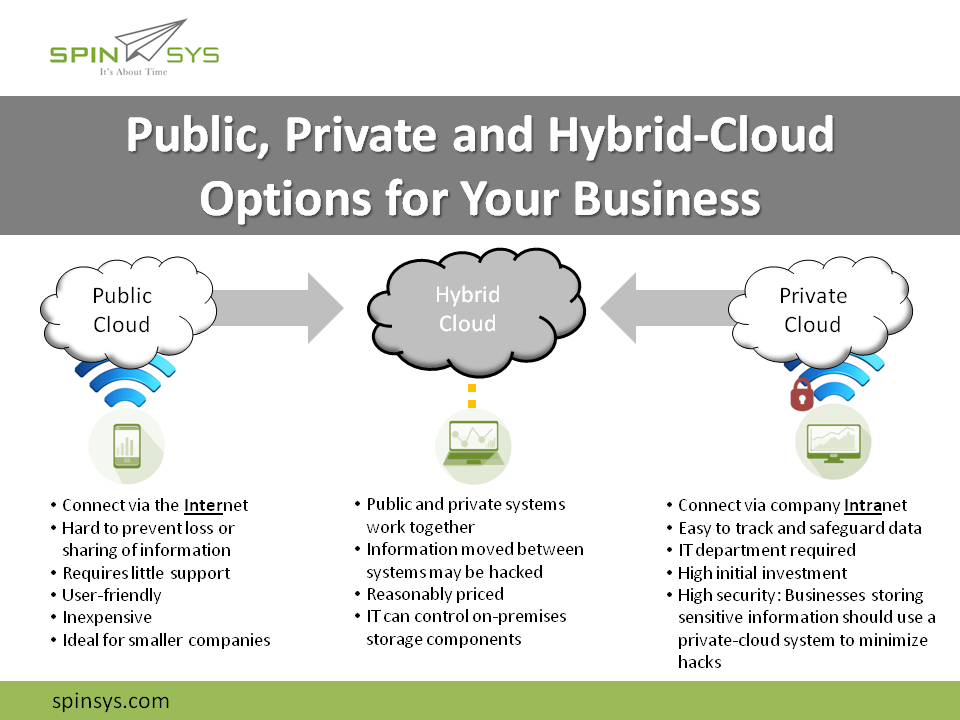 SPIN SYS
It's About Time
Public, Private and Hybrid-Cloud
Options for Your Business
Public
Cloud
Hybrid
Cloud
Private
Cloud
• Connect via the Internet
• Hard to prevent loss or
sharing of information
• Requires little support
• User-friendly
• Inexpensive
• Ideal for smaller companies
• Public and private systems
work together
• Information moved between
systems may be hacked
• Reasonably priced
• IT can control on-premises
storage components
• Connect via company Intranet
• Easy to track and safeguard data
• IT department required
• High initial investment
• High security: Businesses storing
sensitive information should use a
private-cloud system to minimize
hacks
spinsys.com